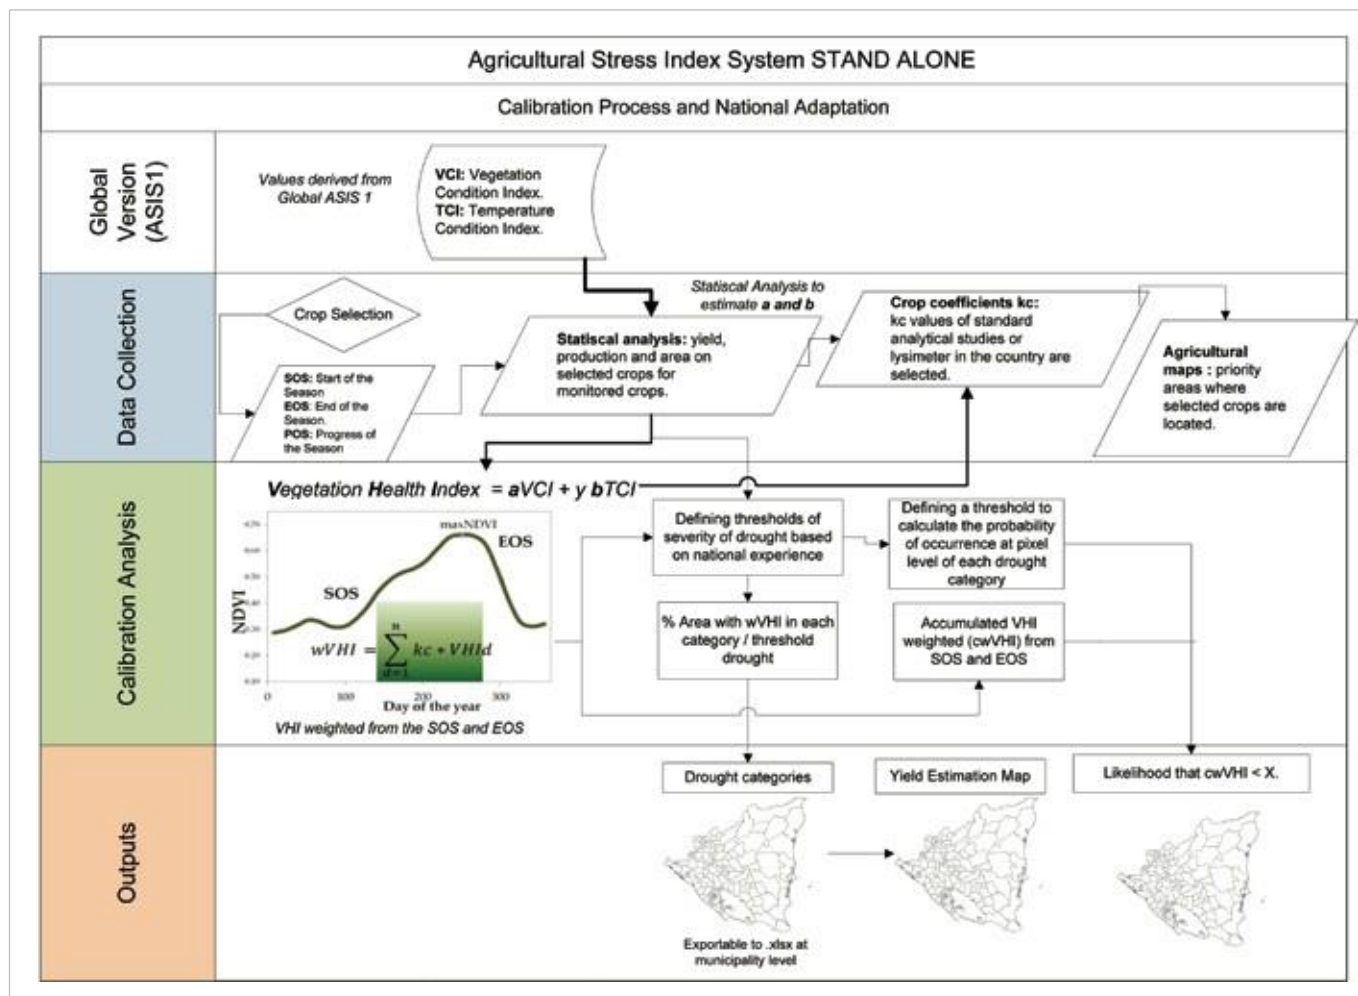 Agricultural Stress Index System STAND ALONE
Calibration Process and National Adaptation
Global
Version
(ASIS1)
Values derived from
Global ASIS 1
VCI: Vegetation
Condition Index.
TCI: Temperature
Condition Index.
Data Collection
Crop Selection
SOS: Start of the
Season
EOS: End of the
Season.
POS: Progress of
the Season
Statiscal analysis: yield,
production and area on
selected crops for
monitored crops.
Statiscal Analysis to
estimate a and b
Crop coefficients kc:
kc values of standard
analytical studies or
lysimeter in the country are
selected.
Agricultural
maps : priority
areas where
selected crops are
located.
Calibration Analysis
Vegetation Health Index = aVCI + y bTCI
maxNDVI
EOS
SOS
NDVI
wVHI = ∑ kc * VHId
n
d=1
0 100 200 300
Day of the year
VHI weighted from the SOS and EOS
Defining thresholds of
severity of drought based
on national experience
Defining a threshold to
calculate the probability
of occurrence at pixel
level of each drought
category
% Area with wVHI in each
category / threshold
drought
Accumulated VHI
weighted (cwVHI) from
SOS and EOS
Outputs
Drought categories
Yield Estimation Map
Likelihood that cwVHI < X.
Exportable to .xlsx at
municipality level